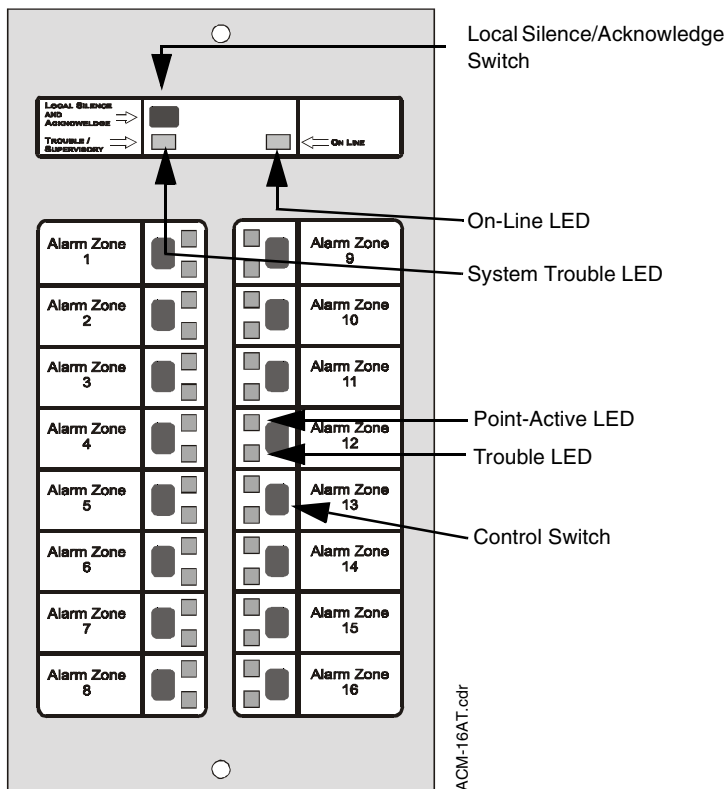 Local Silence/Acknowledge
Switch
LOCAL SILENCE
AND
ACKNOWELDGE
TROUBLE /
SUPERVISORY
ON LINE
On-Line LED
System Trouble LED
Point-Active LED
Trouble LED
Control Switch
Alarm Zone
1
Alarm Zone
2
Alarm Zone
3
Alarm Zone
4
Alarm Zone
5
Alarm Zone
6
Alarm Zone
7
Alarm Zone
8
Alarm Zone
9
Alarm Zone
10
Alarm Zone
11
Alarm Zone
12
Alarm Zone
13
Alarm Zone
14
Alarm Zone
15
Alarm Zone
16
ACM-16AT.cdr